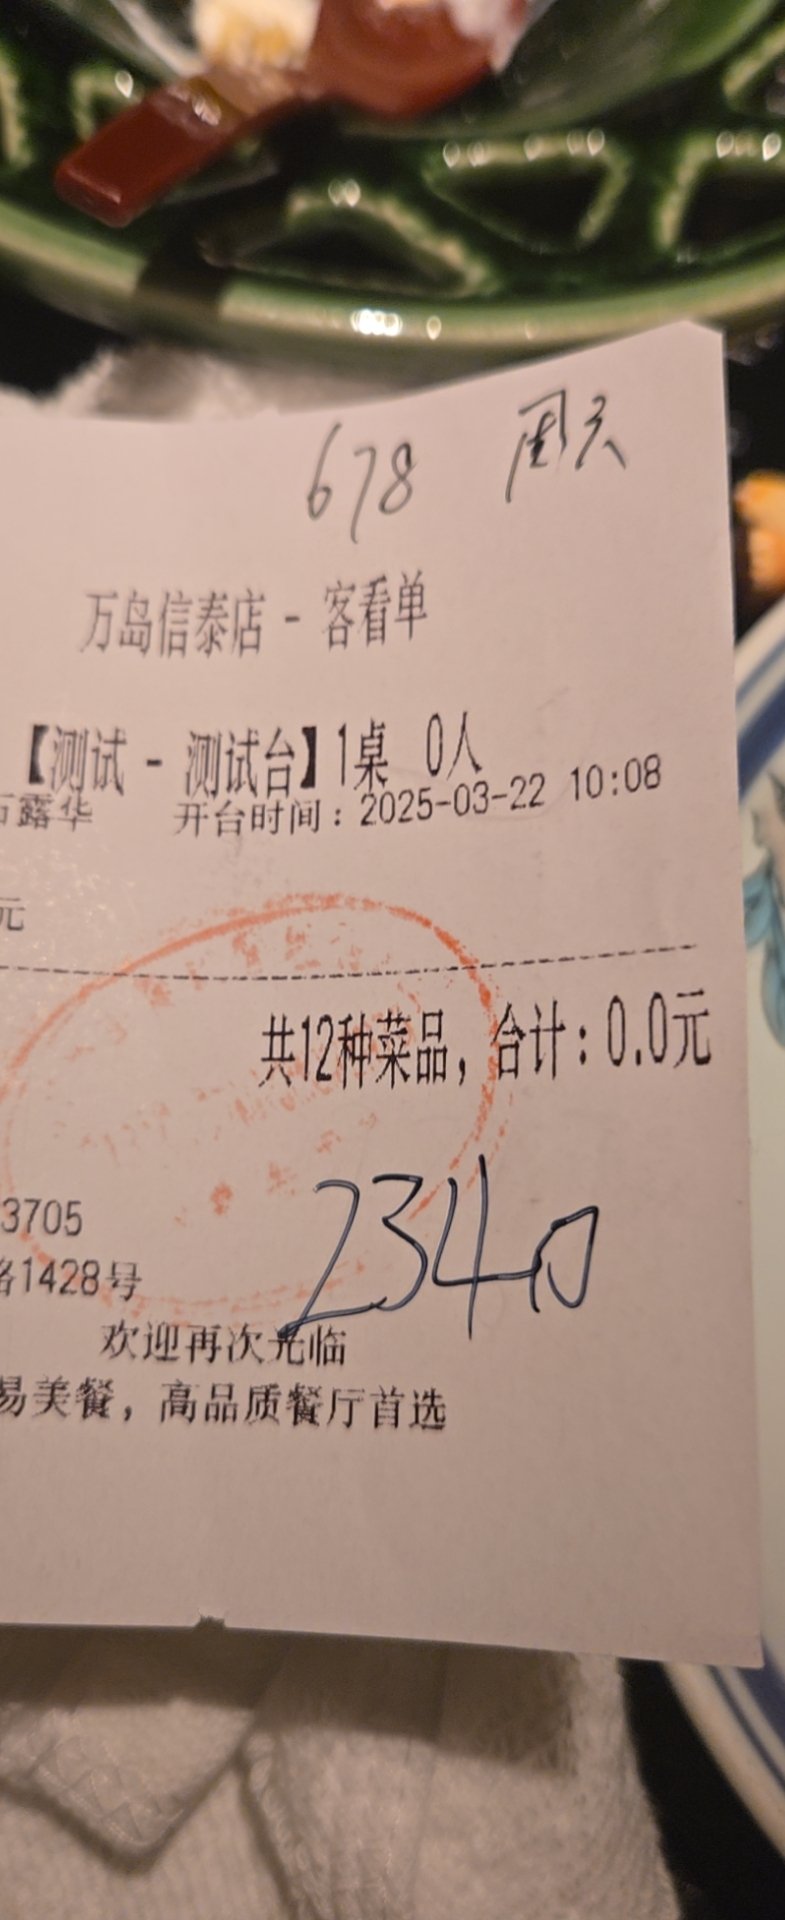 678 周六
万岛信泰店 - 客看单
【测试 - 测试台】1桌 0人
石露华 开台时间：2025-03-22 10:08
元
共12种菜品，合计：0.0元
2340
3705
路1428号
欢迎再次光临
易美餐，高品质餐厅首选